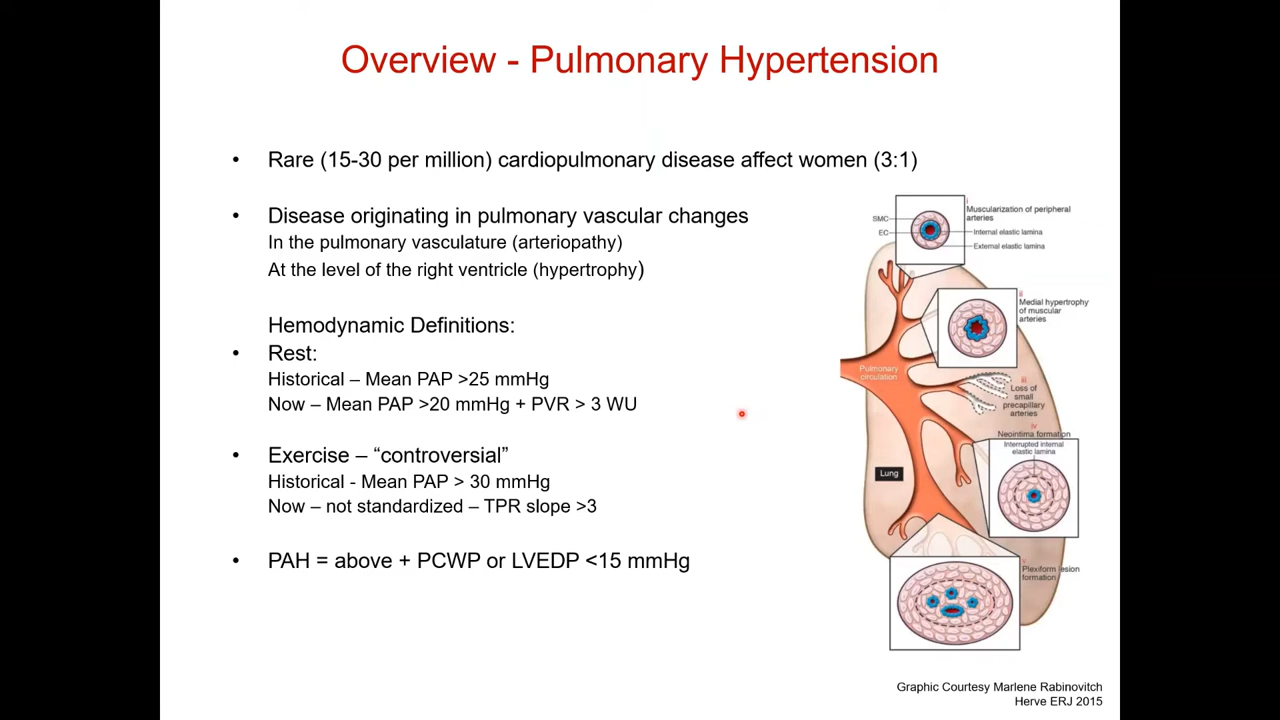 Overview - Pulmonary Hypertension
• Rare (15-30 per million) cardiopulmonary disease affect women (3:1)
• Disease originating in pulmonary vascular changes
In the pulmonary vasculature (arteriopathy)
At the level of the right ventricle (hypertrophy)
Hemodynamic Definitions:
• Rest:
Historical – Mean PAP >25 mmHg
Now – Mean PAP >20 mmHg + PVR > 3 WU
• Exercise – “controversial”
Historical - Mean PAP > 30 mmHg
Now – not standardized – TPR slope >3
• PAH = above + PCWP or LVEDP <15 mmHg
i
Muscularization of peripheral
arteries
SMC
EC
Internal elastic lamina
External elastic lamina
ii
Medial hypertrophy
of muscular
arteries
Pulmonary
circulation
iii
Loss of
small
precapillary
arteries
iv
Neointima formation
Interrupted internal
elastic lamina
Lung
v
Plexiform lesion
formation
Graphic Courtesy Marlene Rabinovitch
Herve ERJ 2015